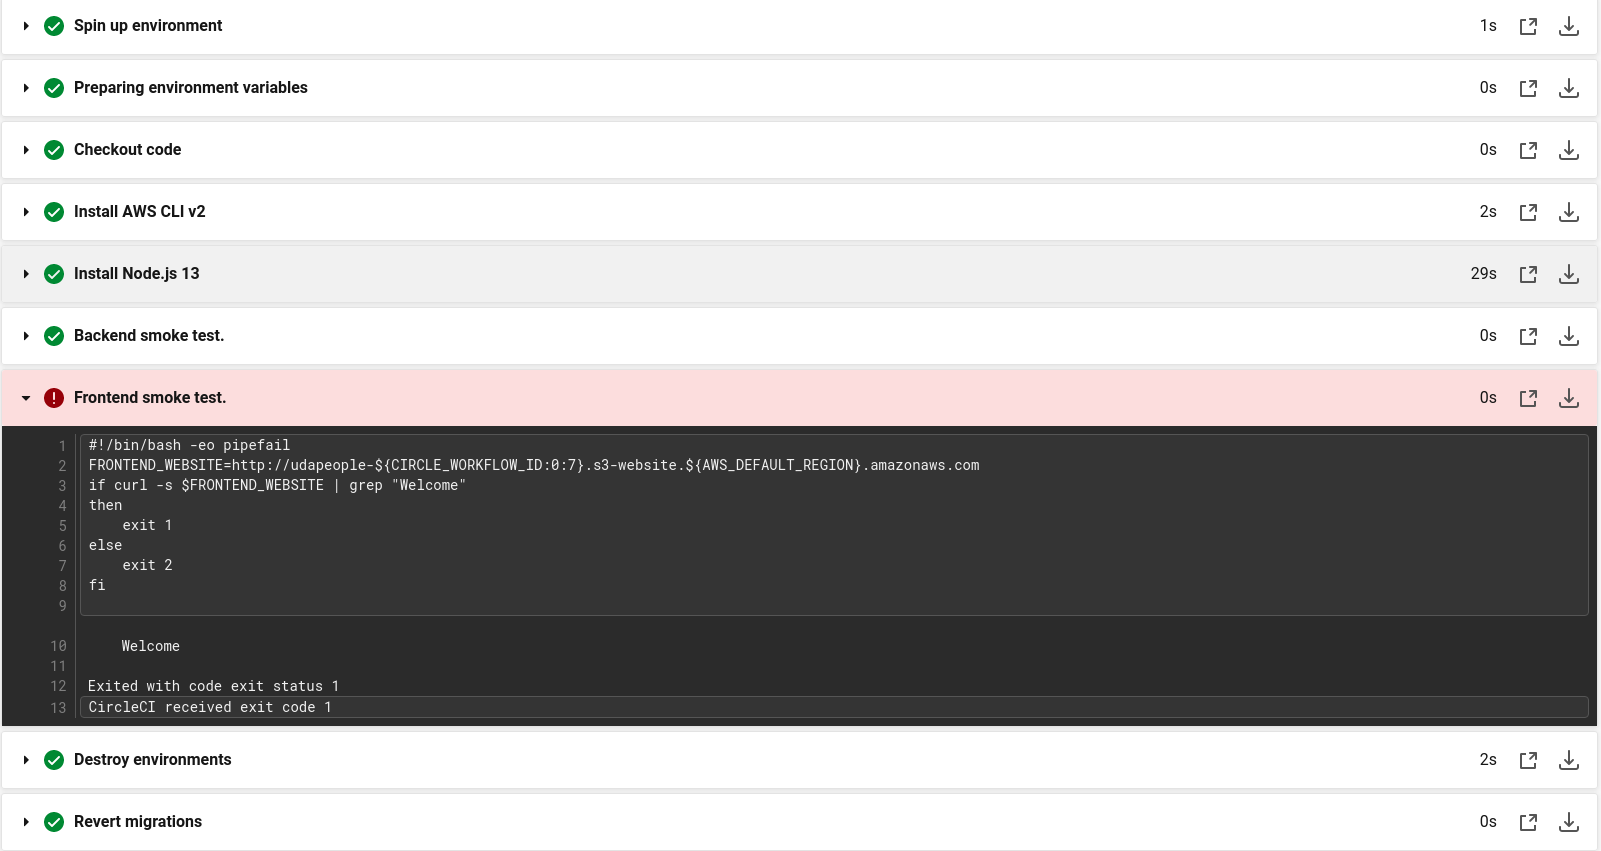 Spin up environment 1s
Preparing environment variables 0s
Checkout code 0s
Install AWS CLI v2 2s
Install Node.js 13 29s
Backend smoke test. 0s
Frontend smoke test. 0s
1 #!/bin/bash -eo pipefail
2 FRONTEND_WEBSITE=http://udapeople-${CIRCLE_WORKFLOW_ID:0:7}.s3-website.${AWS_DEFAULT_REGION}.amazonaws.com
3 if curl -s $FRONTEND_WEBSITE | grep "Welcome"
4 then
5     exit 1
6 else
7     exit 2
8 fi
9
10     Welcome
11
12 Exited with code exit status 1
13 CircleCI received exit code 1
Destroy environments 2s
Revert migrations 0s